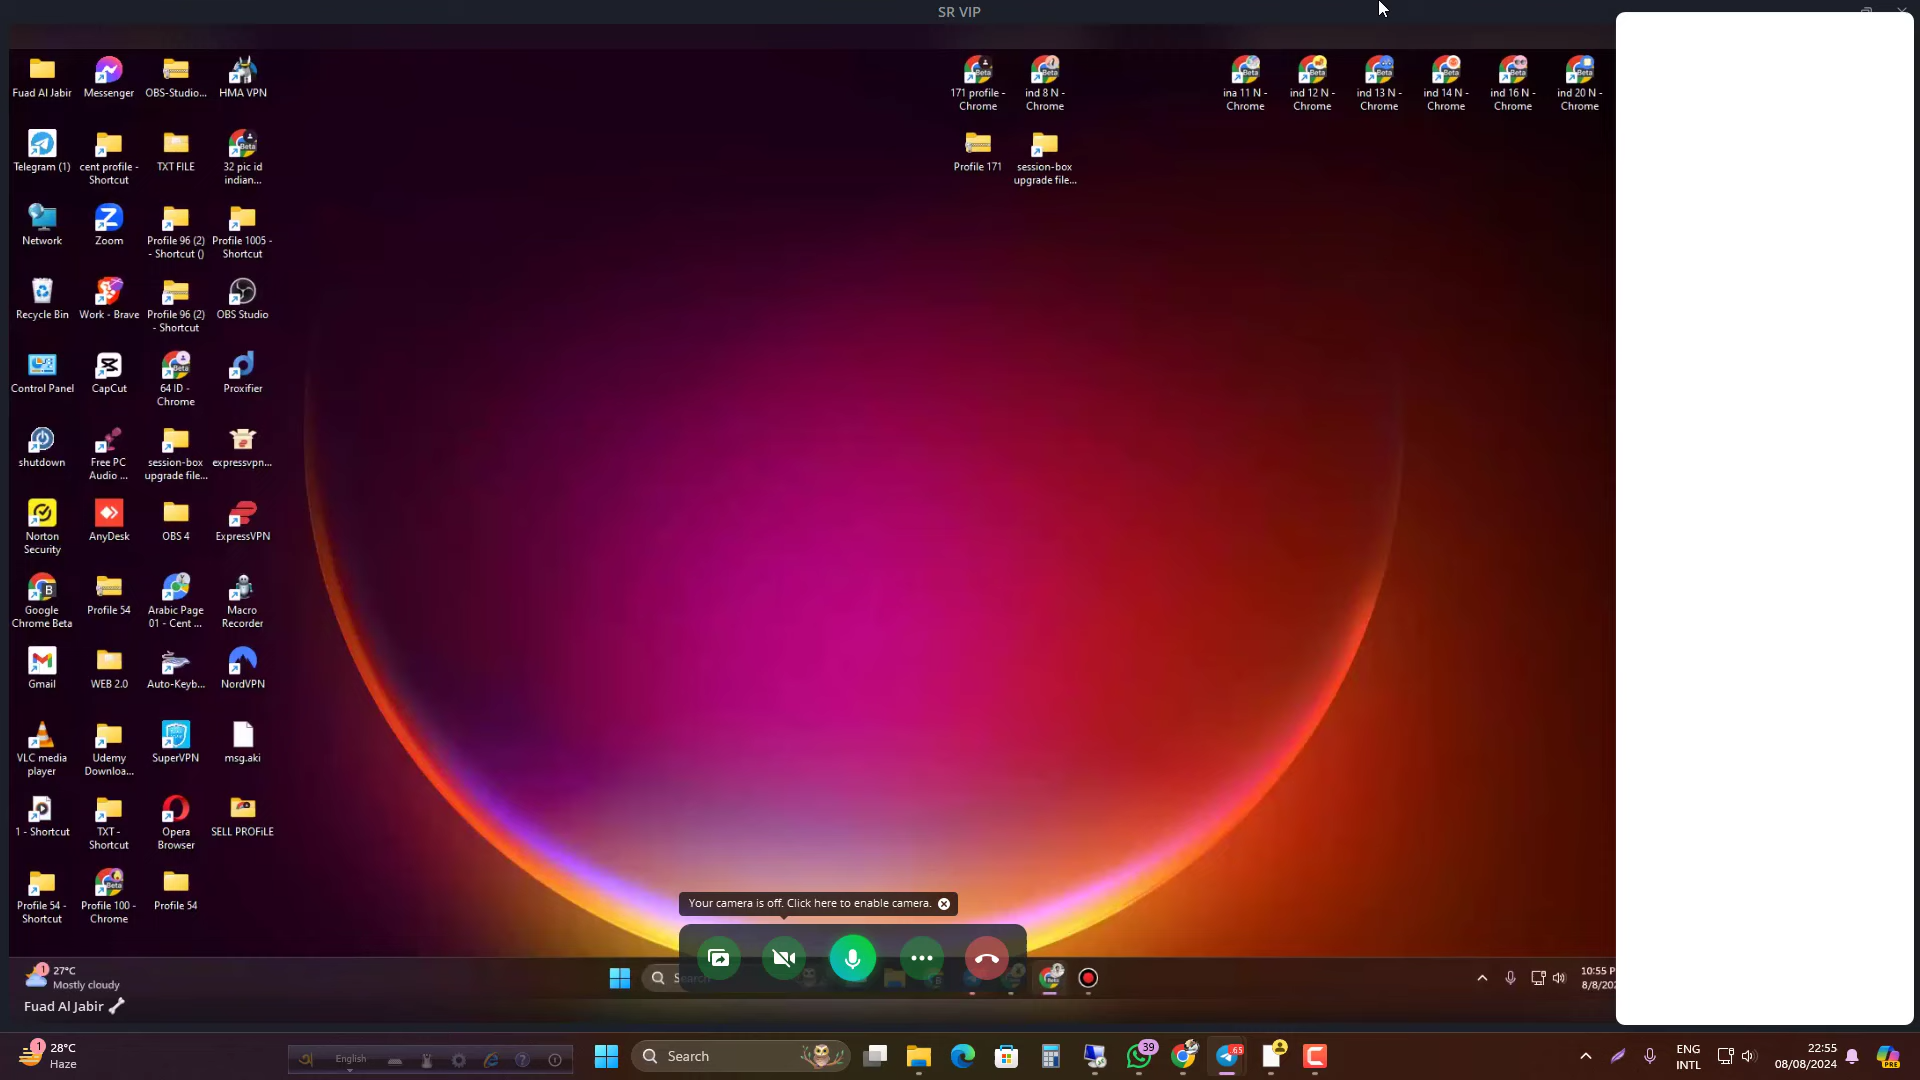 SR VIP
Fuad Al Jabir
Messenger
OBS-Studio...
HMA VPN
171 profile -
Chrome
ind 8 N -
Chrome
ina 11 N -
Chrome
ind 12 N -
Chrome
ind 13 N -
Chrome
ind 14 N -
Chrome
ind 16 N -
Chrome
ind 20 N -
Chrome
Telegram (1)
cent profile -
Shortcut
TXT FILE
32 pic id
indian...
Profile 171
session-box
upgrade file...
Network
Zoom
Profile 96 (2)
- Shortcut ()
Profile 1005 -
Shortcut
Recycle Bin
Work - Brave
Profile 96 (2)
- Shortcut
OBS Studio
Control Panel
CapCut
64 ID -
Chrome
Proxifier
shutdown
Free PC
Audio ...
session-box
upgrade file...
expressvpn...
Norton
Security
AnyDesk
OBS 4
ExpressVPN
Google
Chrome Beta
Profile 54
Arabic Page
01 - Cent ...
Macro
Recorder
Gmail
WEB 2.0
Auto-Keyb...
NordVPN
VLC media
player
Udemy
Downloa...
SuperVPN
msg.aki
1 - Shortcut
TXT -
Shortcut
Opera
Browser
SELL PROFiLE
Profile 54 -
Shortcut
Profile 100 -
Chrome
Profile 54
Your camera is off. Click here to enable camera.
27°C
Mostly cloudy
10:55 P
8/8/202
Fuad Al Jabir
28°C
Haze
English
Search
39
65
ENG
INTL
22:55
08/08/2024
PRE